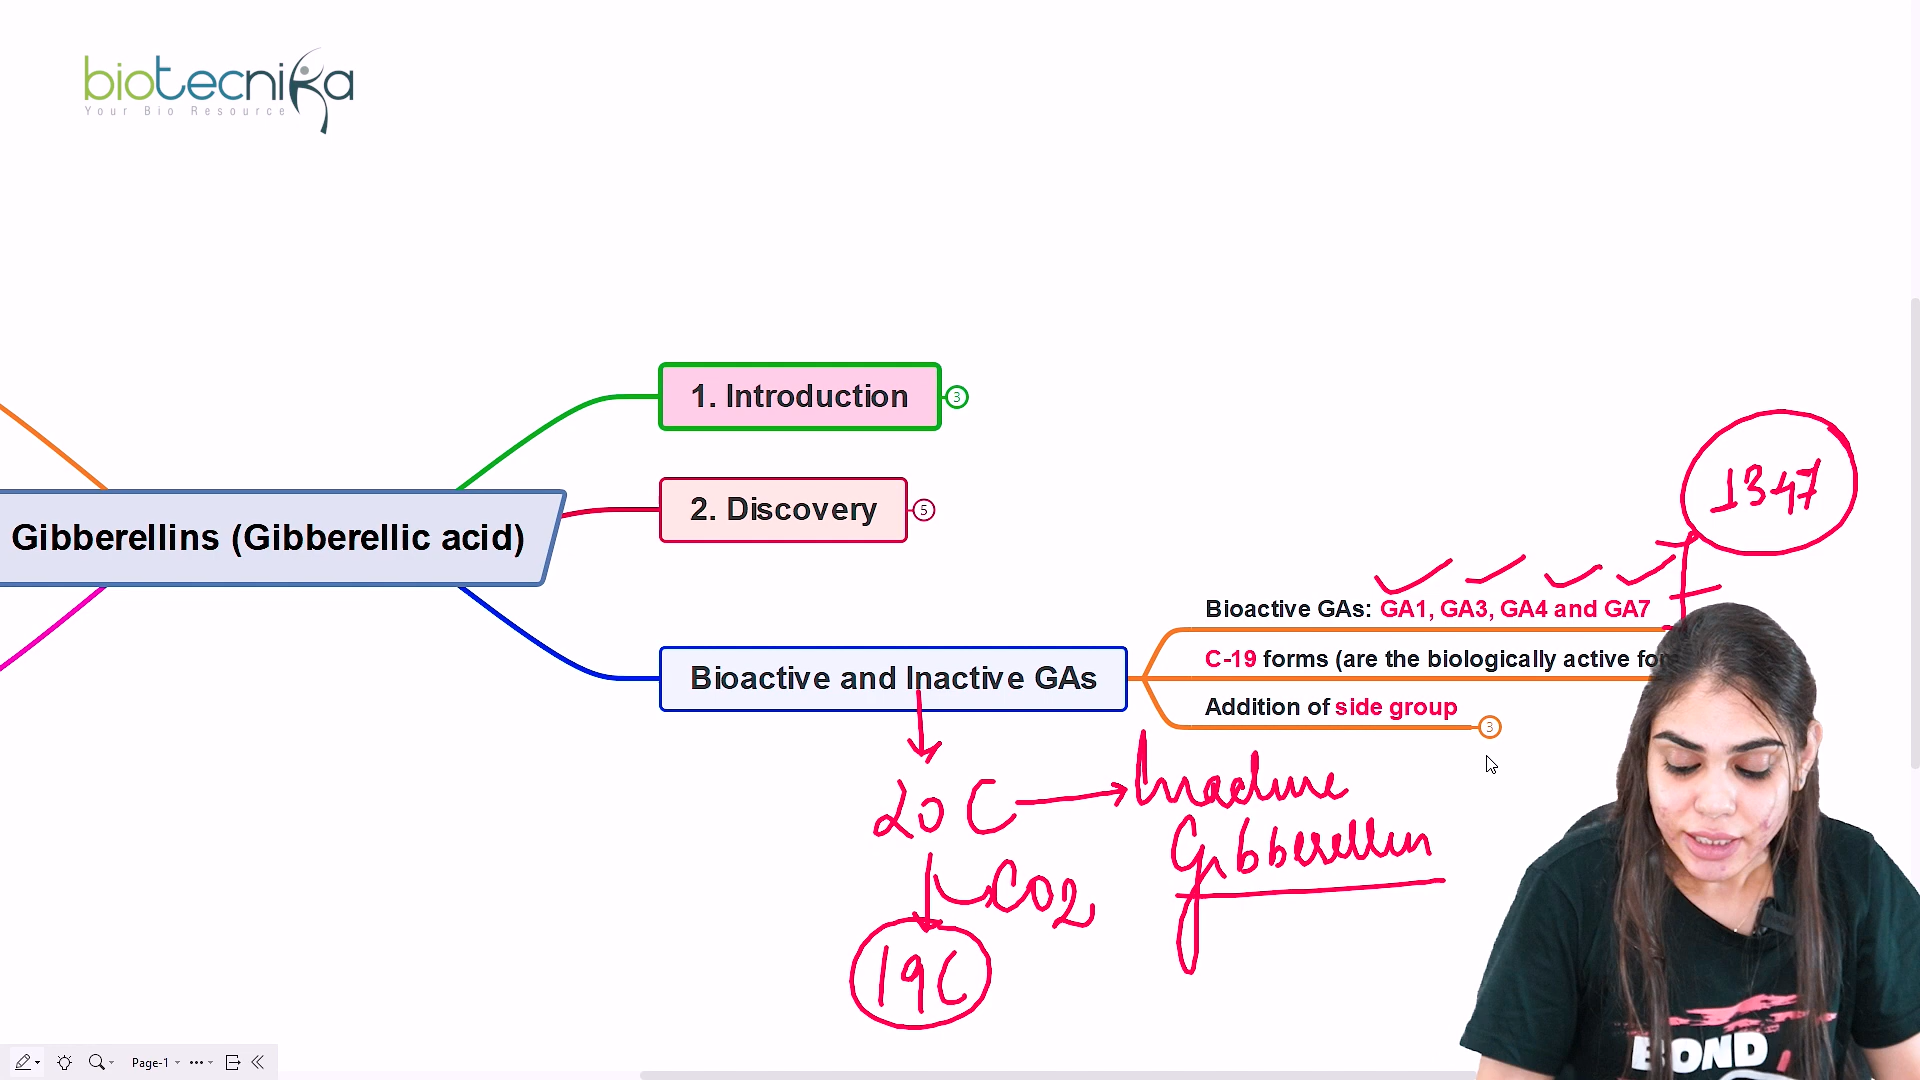 biotecnika
Your Bio Resource
1. Introduction
3
2. Discovery
5
Gibberellins (Gibberellic acid)
1347
Bioactive GAs: GA1, GA3, GA4 and GA7
Bioactive and Inactive GAs
C-19 forms (are the biologically active fo
Addition of side group
3
20 C
Inactive
Gibberellin
CO2
19C
Page-1
BOND